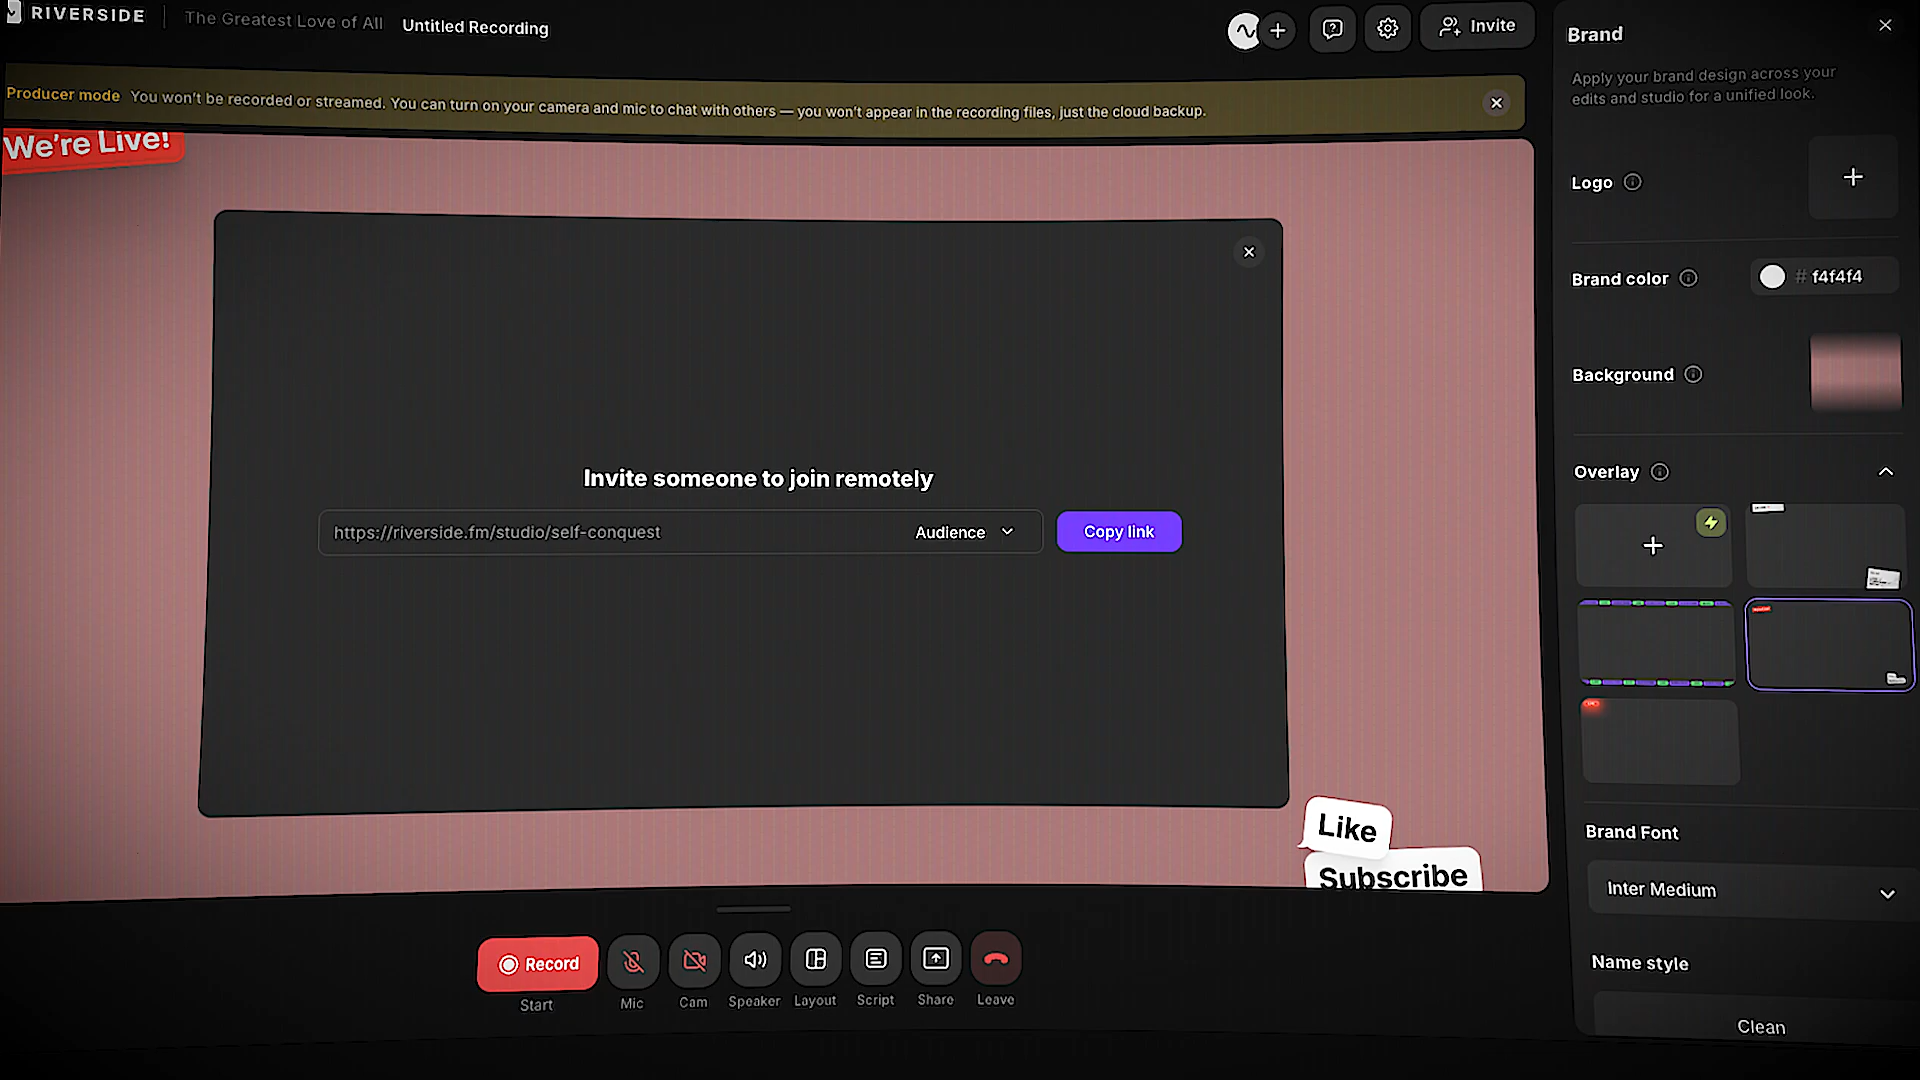 RIVERSIDE
The Greatest Love of All
Untitled Recording
Invite
Producer mode You won't be recorded or streamed. You can turn on your camera and mic to chat with others — you won't appear in the recording files, just the cloud backup.
We're Live!
Invite someone to join remotely
https://riverside.fm/studio/self-conquest
Audience
Copy link
Like
Subscribe
Record
Start
Mic
Cam
Speaker
Layout
Script
Share
Leave
Brand
Apply your brand design across your
edits and studio for a unified look.
Logo
Brand color
# f4f4f4
Background
Overlay
Brand Font
Inter Medium
Name style
Clean